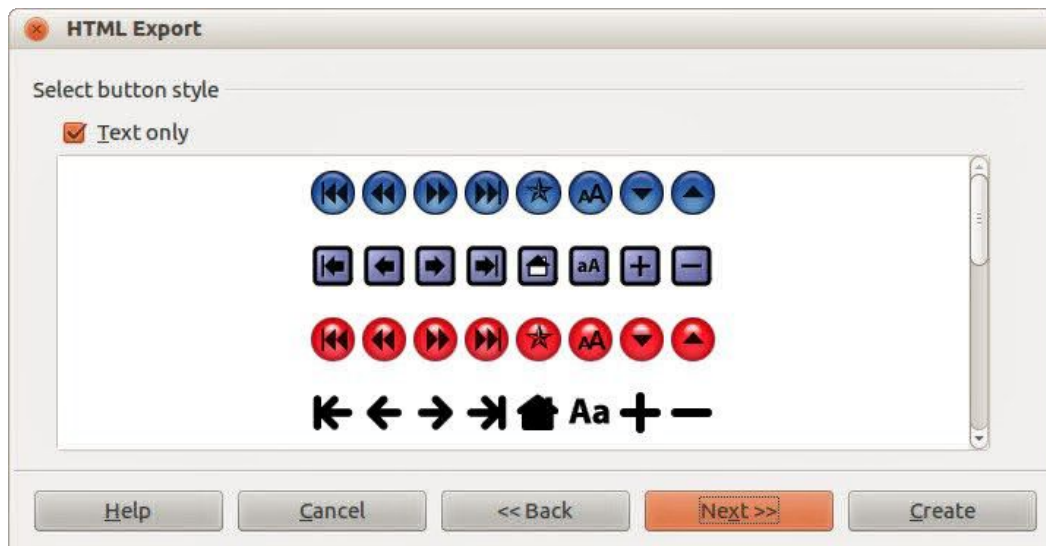 HTML Export
Select button style
Text only
AA
aA
AA
Aa
Help Cancel << Back Next >> Create